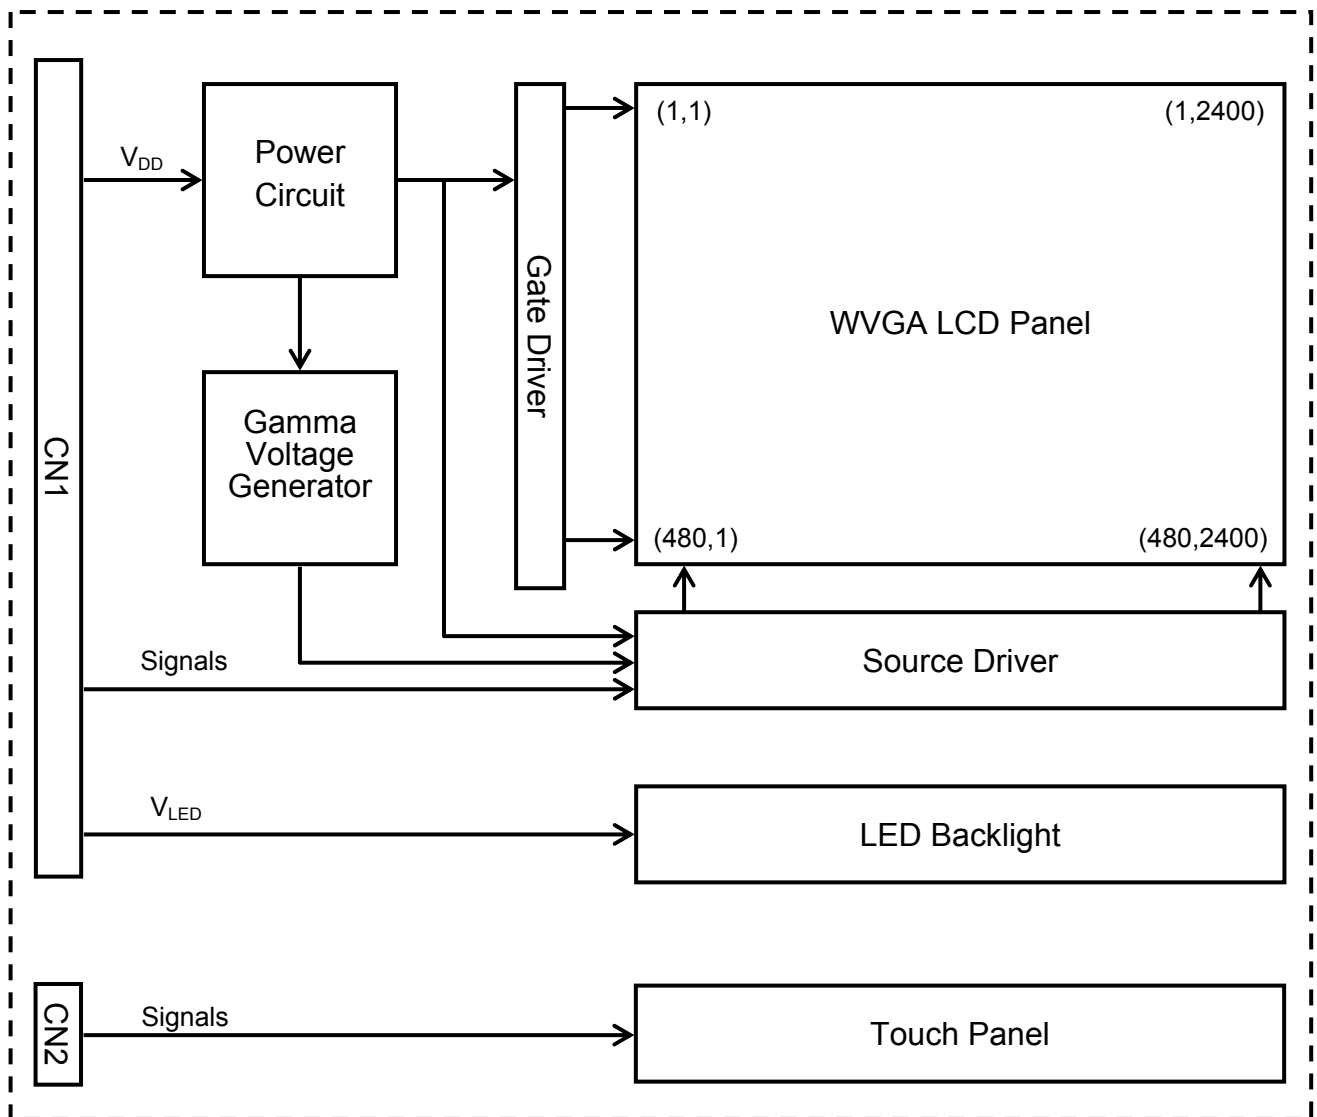 (1,1)
(1,2400)
V_DD
Power
Circuit
Gate Driver
WVGA LCD Panel
CN1
Gamma
Voltage
Generator
(480,1)
(480,2400)
Signals
Source Driver
V_LED
LED Backlight
CN2
Signals
Touch Panel